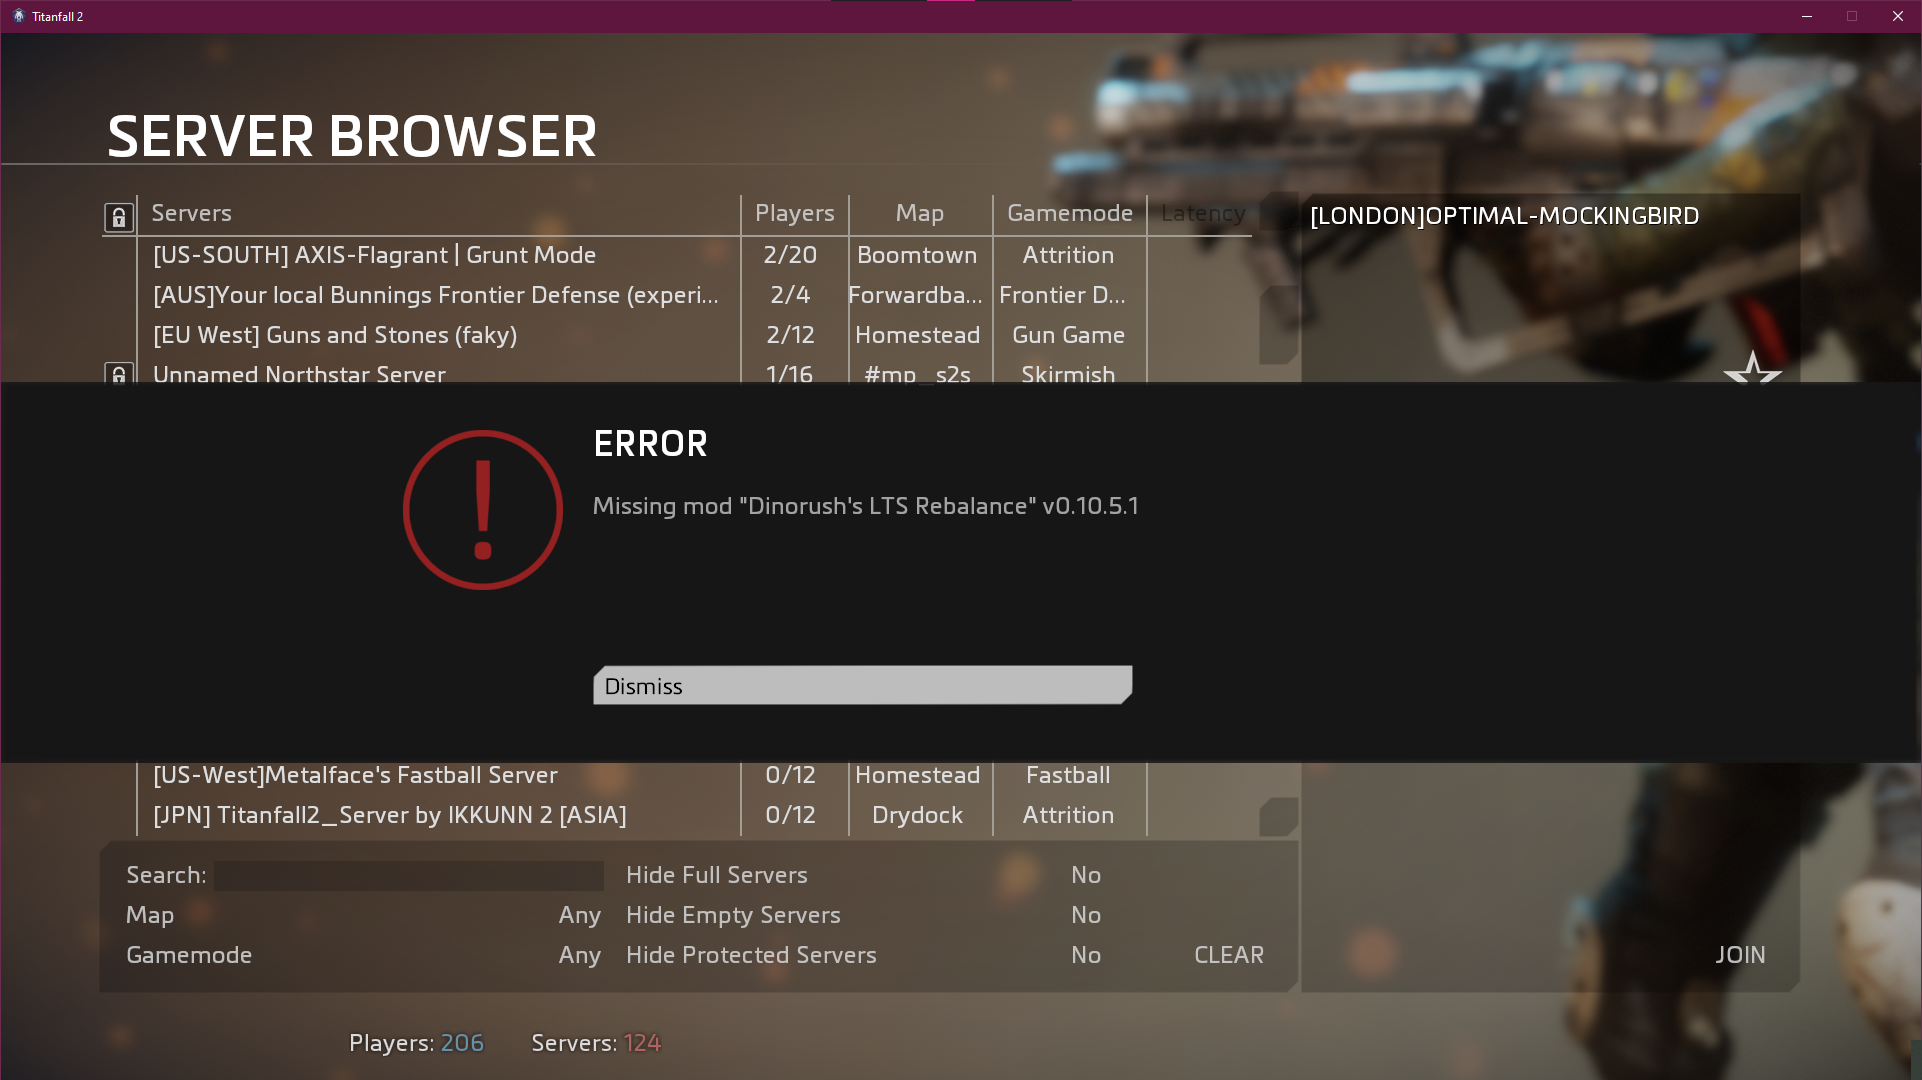 Titanfall 2
SERVER BROWSER
Servers Players Map Gamemode Latency
[LONDON]OPTIMAL-MOCKINGBIRD
[US-SOUTH] AXIS-Flagrant | Grunt Mode 2/20 Boomtown Attrition
[AUS]Your local Bunnings Frontier Defense (experi... 2/4 Forwardba... Frontier D...
[EU West] Guns and Stones (faky) 2/12 Homestead Gun Game
Unnamed Northstar Server 1/16 #mp_s2s Skirmish
ERROR
Missing mod "Dinorush's LTS Rebalance" v0.10.5.1
Dismiss
[US-West]Metalface's Fastball Server 0/12 Homestead Fastball
[JPN] Titanfall2_Server by IKKUNN 2 [ASIA] 0/12 Drydock Attrition
Search: Hide Full Servers No
Map Any Hide Empty Servers No
Gamemode Any Hide Protected Servers No CLEAR JOIN
Players: 206 Servers: 124